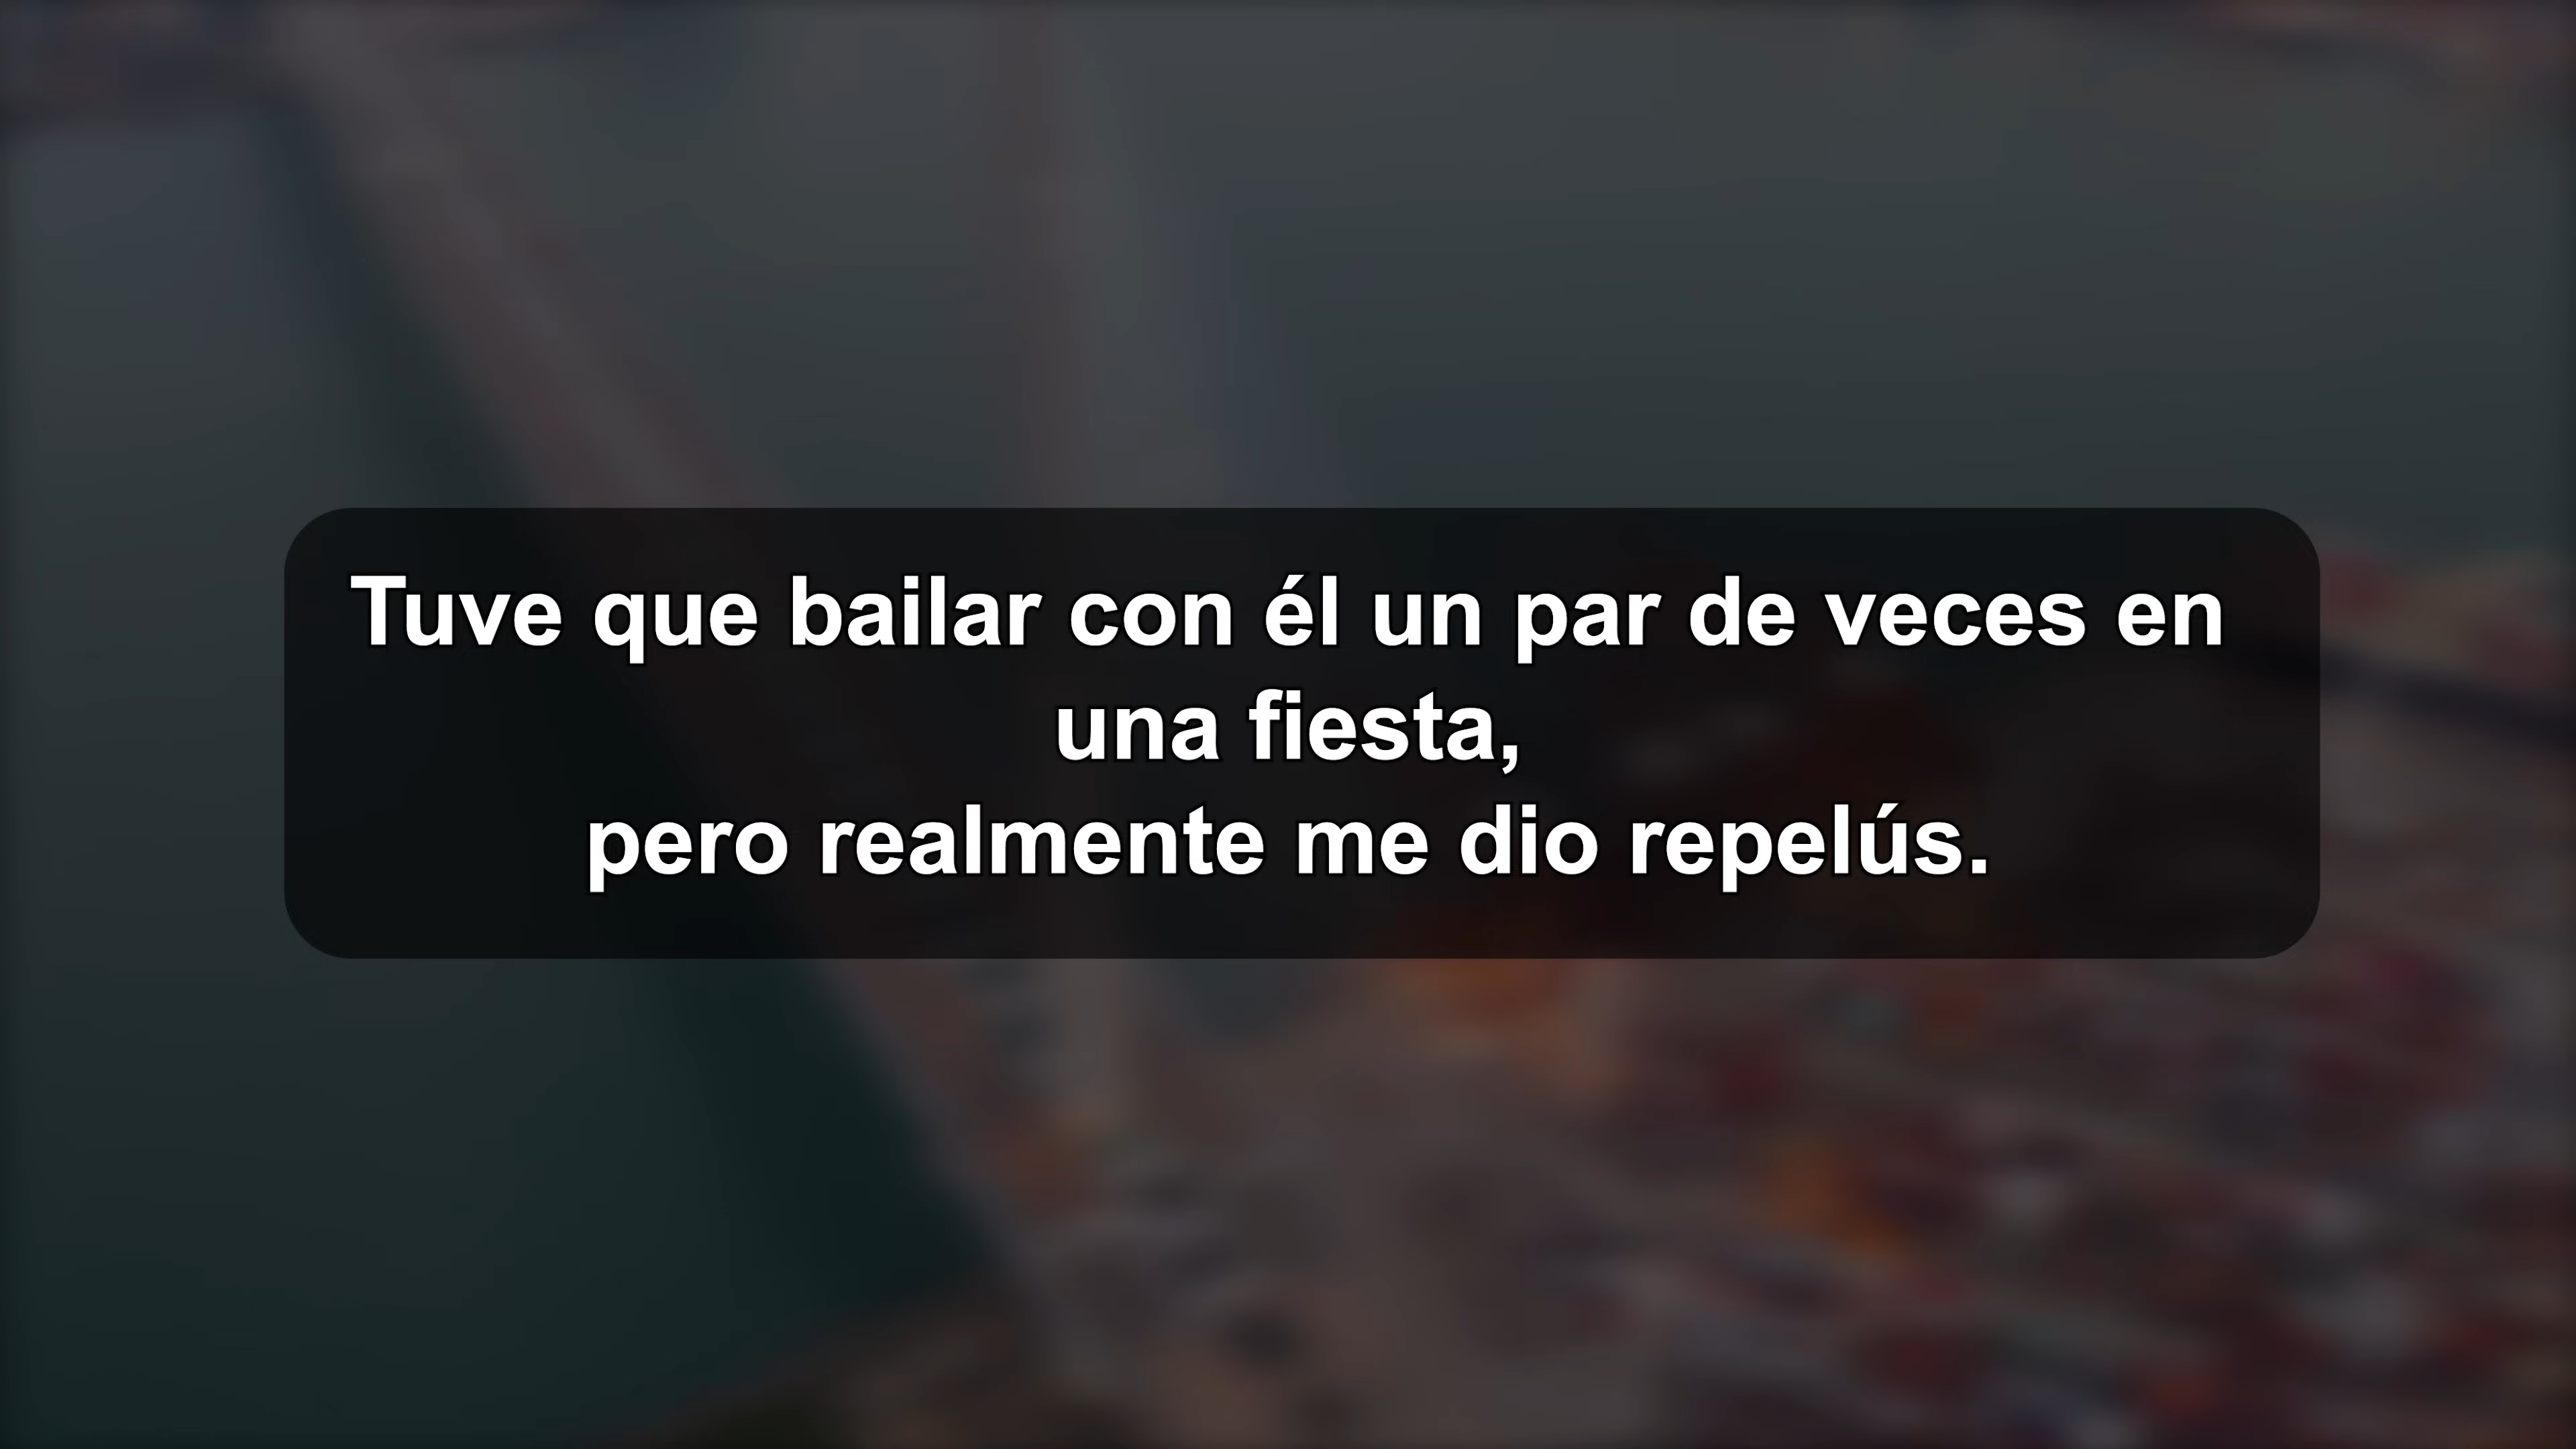 Tuve que bailar con él un par de veces en
una fiesta,
pero realmente me dio repelús.